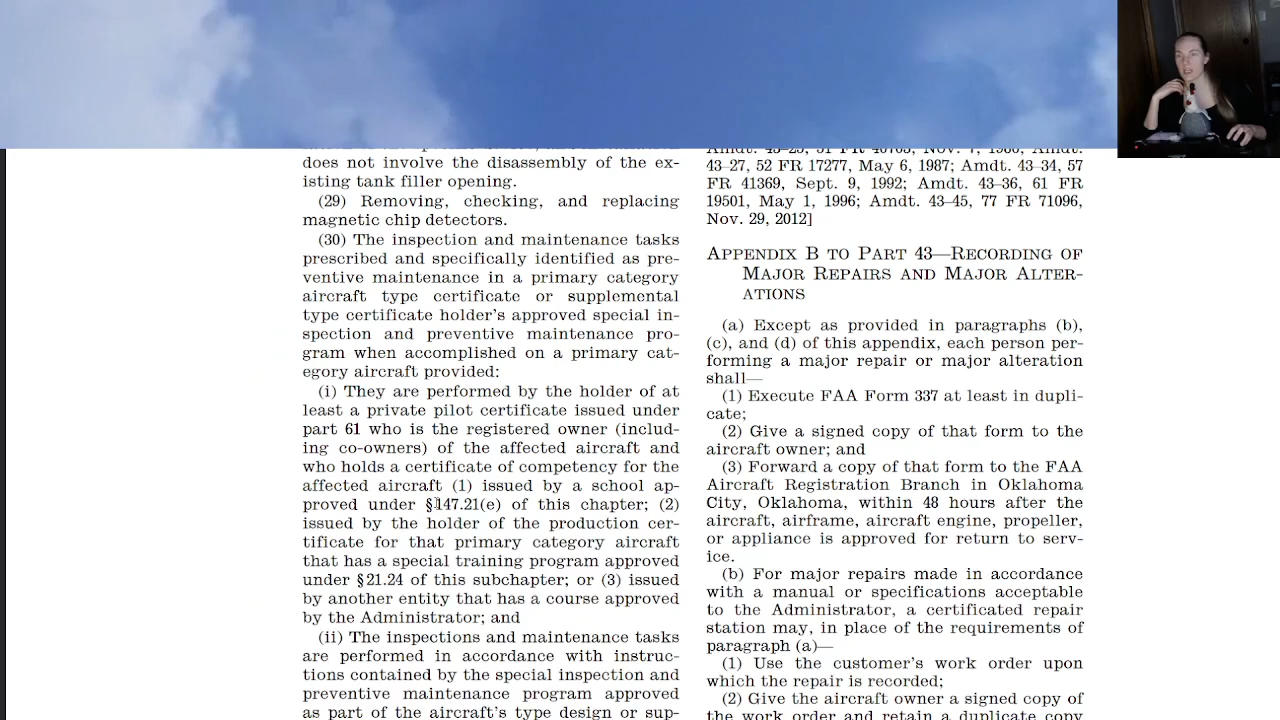 does not involve the disassembly of the ex-
isting tank filler opening.
(29) Removing, checking, and replacing
magnetic chip detectors.
(30) The inspection and maintenance tasks
prescribed and specifically identified as pre-
ventive maintenance in a primary category
aircraft type certificate or supplemental
type certificate holder's approved special in-
spection and preventive maintenance pro-
gram when accomplished on a primary cat-
egory aircraft provided:
(i) They are performed by the holder of at
least a private pilot certificate issued under
part 61 who is the registered owner (includ-
ing co-owners) of the affected aircraft and
who holds a certificate of competency for the
affected aircraft (1) issued by a school ap-
proved under §147.21(e) of this chapter; (2)
issued by the holder of the production cer-
tificate for that primary category aircraft
that has a special training program approved
under §21.24 of this subchapter; or (3) issued
by another entity that has a course approved
by the Administrator; and
(ii) The inspections and maintenance tasks
are performed in accordance with instruc-
tions contained by the special inspection and
preventive maintenance program approved
as part of the aircraft's type design or sup-
43–27, 52 FR 17277, May 6, 1987; Amdt. 43–34, 57
FR 41369, Sept. 9, 1992; Amdt. 43–36, 61 FR
19501, May 1, 1996; Amdt. 43–45, 77 FR 71096,
Nov. 29, 2012]
APPENDIX B TO PART 43—RECORDING OF
MAJOR REPAIRS AND MAJOR ALTER-
ATIONS
(a) Except as provided in paragraphs (b),
(c), and (d) of this appendix, each person per-
forming a major repair or major alteration
shall—
(1) Execute FAA Form 337 at least in dupli-
cate;
(2) Give a signed copy of that form to the
aircraft owner; and
(3) Forward a copy of that form to the FAA
Aircraft Registration Branch in Oklahoma
City, Oklahoma, within 48 hours after the
aircraft, airframe, aircraft engine, propeller,
or appliance is approved for return to serv-
ice.
(b) For major repairs made in accordance
with a manual or specifications acceptable
to the Administrator, a certificated repair
station may, in place of the requirements of
paragraph (a)—
(1) Use the customer's work order upon
which the repair is recorded;
(2) Give the aircraft owner a signed copy of
the work order and retain a duplicate copy